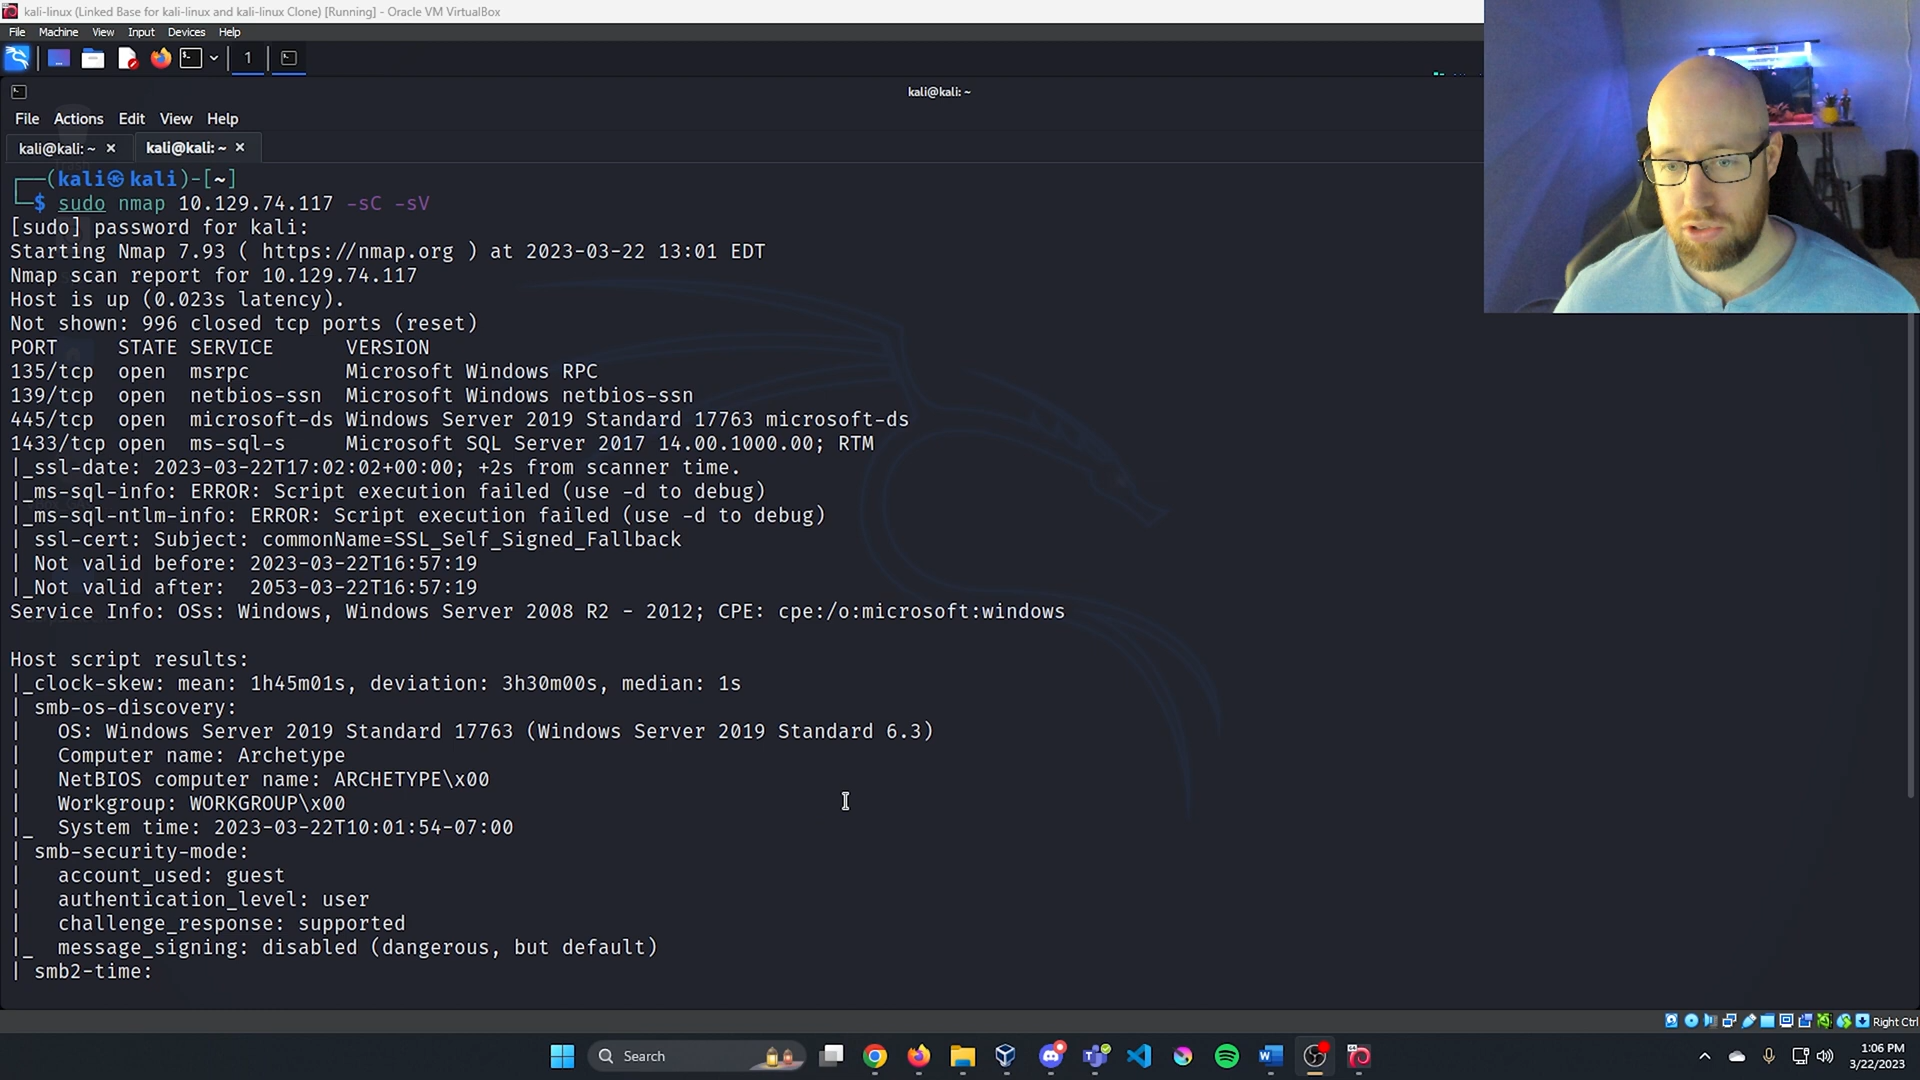 kali-linux (Linked Base for kali-linux and kali-linux Clone) [Running] - Oracle VM VirtualBox
File Machine View Input Devices Help
1
kali@kali: ~
File Actions Edit View Help
kali@kali: ~ × kali@kali: ~ ×
┌──(kali㉿kali)-[~]
└─$ sudo nmap 10.129.74.117 -sC -sV
[sudo] password for kali:
Starting Nmap 7.93 ( https://nmap.org ) at 2023-03-22 13:01 EDT
Nmap scan report for 10.129.74.117
Host is up (0.023s latency).
Not shown: 996 closed tcp ports (reset)
PORT     STATE SERVICE      VERSION
135/tcp  open  msrpc        Microsoft Windows RPC
139/tcp  open  netbios-ssn  Microsoft Windows netbios-ssn
445/tcp  open  microsoft-ds Windows Server 2019 Standard 17763 microsoft-ds
1433/tcp open  ms-sql-s     Microsoft SQL Server 2017 14.00.1000.00; RTM
|_ssl-date: 2023-03-22T17:02:02+00:00; +2s from scanner time.
|_ms-sql-info: ERROR: Script execution failed (use -d to debug)
|_ms-sql-ntlm-info: ERROR: Script execution failed (use -d to debug)
| ssl-cert: Subject: commonName=SSL_Self_Signed_Fallback
| Not valid before: 2023-03-22T16:57:19
|_Not valid after:  2053-03-22T16:57:19
Service Info: OSs: Windows, Windows Server 2008 R2 - 2012; CPE: cpe:/o:microsoft:windows
Host script results:
|_clock-skew: mean: 1h45m01s, deviation: 3h30m00s, median: 1s
| smb-os-discovery:
|   OS: Windows Server 2019 Standard 17763 (Windows Server 2019 Standard 6.3)
|   Computer name: Archetype
|   NetBIOS computer name: ARCHETYPE\x00
|   Workgroup: WORKGROUP\x00
|_  System time: 2023-03-22T10:01:54-07:00
| smb-security-mode:
|   account_used: guest
|   authentication_level: user
|   challenge_response: supported
|_  message_signing: disabled (dangerous, but default)
| smb2-time:
Right Ctrl
Search
1:06 PM
3/22/2023